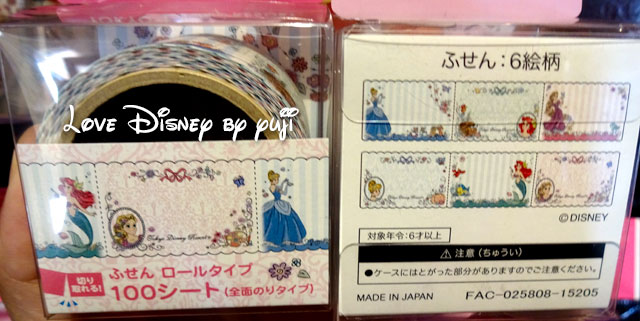 Love Disney by yuji
Tokyo Disney Resort
切り
取れる!
ふせん ロールタイプ
100シート(全面のりタイプ)
ふせん:6絵柄
©DISNEY
対象年令:6才以上
⚠注意(ちゅうい)
●ケースにはとがった部分がありますのでご注意ください。
MADE IN JAPAN
FAC-025808-15205